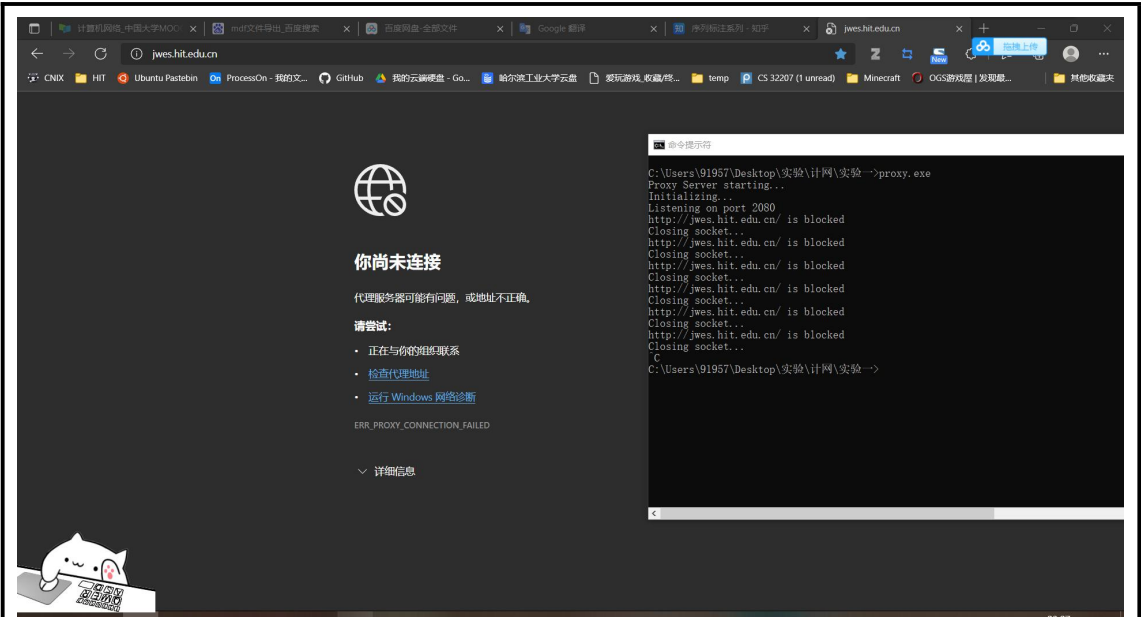 计算机网络_中国大学MOO
mdf文件导出_百度搜索
百度网盘-全部文件
Google 翻译
序列标注系列 - 知乎
jwes.hit.edu.cn
jwes.hit.edu.cn
New
拖拽上传
CNIX
HIT
Ubuntu Pastebin
On ProcessOn - 我的文...
GitHub
我的云端硬盘 - Go...
哈尔滨工业大学云盘
爱玩游戏,收藏/终...
temp
CS 32207 (1 unread)
Minecraft
OGS游戏屋 | 发现最...
其他收藏夹
你尚未连接
代理服务器可能有问题，或地址不正确。
请尝试：
• 正在与你的组织联系
• 检查代理地址
• 运行 Windows 网络诊断
ERR_PROXY_CONNECTION_FAILED
详细信息
命令提示符
C:\Users\91957\Desktop\实验\计网\实验一>proxy.exe
Proxy Server starting...
Initializing...
Listening on port 2080
http://jwes.hit.edu.cn/ is blocked
Closing socket...
http://jwes.hit.edu.cn/ is blocked
Closing socket...
http://jwes.hit.edu.cn/ is blocked
Closing socket...
http://jwes.hit.edu.cn/ is blocked
Closing socket...
http://jwes.hit.edu.cn/ is blocked
Closing socket...
http://jwes.hit.edu.cn/ is blocked
Closing socket...
^C
C:\Users\91957\Desktop\实验\计网\实验一>